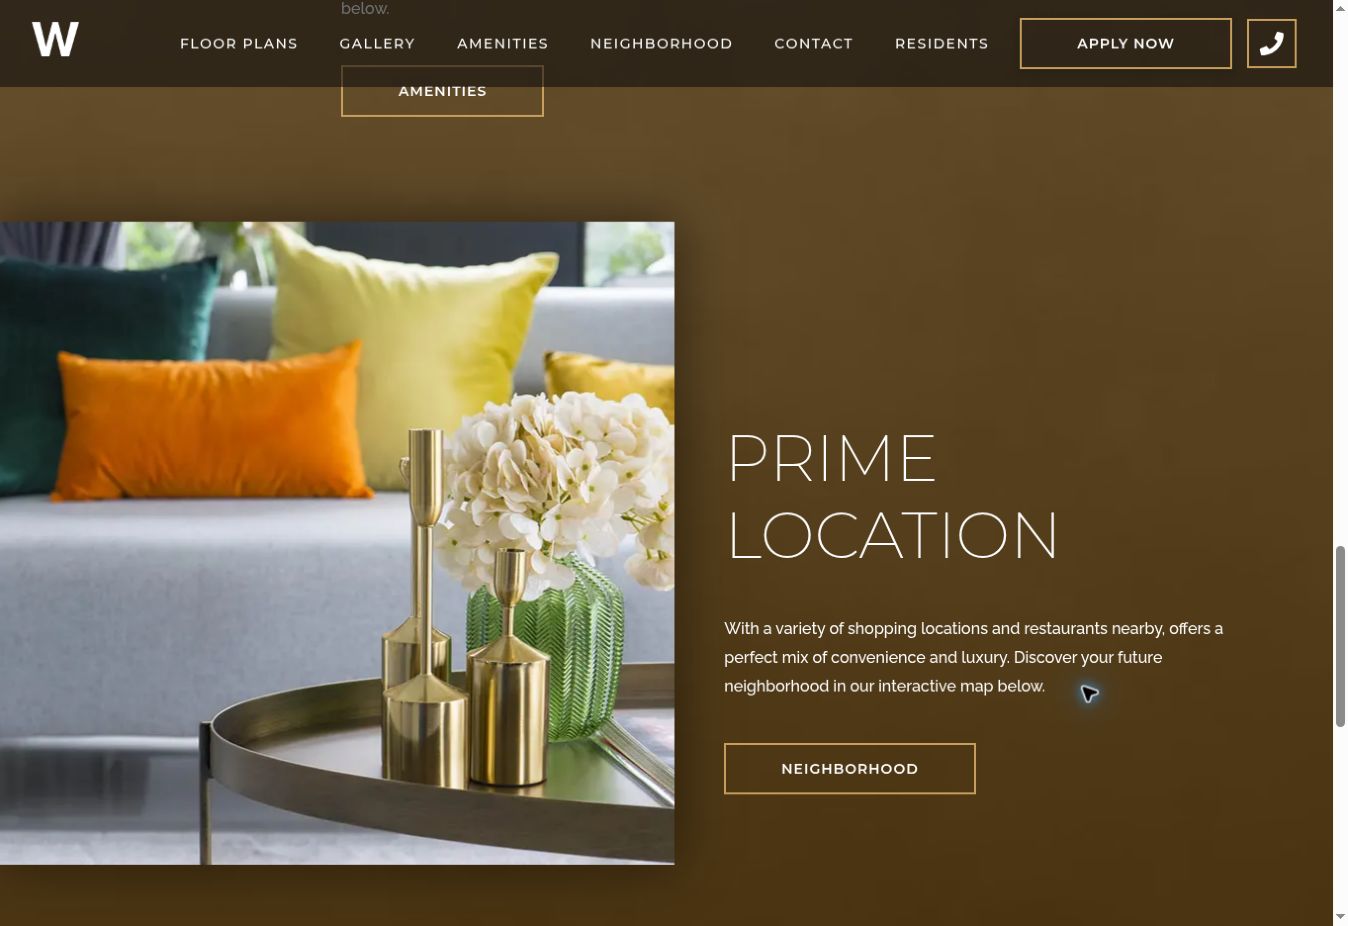 below.
W
FLOOR PLANS
GALLERY
AMENITIES
NEIGHBORHOOD
CONTACT
RESIDENTS
APPLY NOW
AMENITIES
PRIME
LOCATION
With a variety of shopping locations and restaurants nearby, offers a
perfect mix of convenience and luxury. Discover your future
neighborhood in our interactive map below.
NEIGHBORHOOD